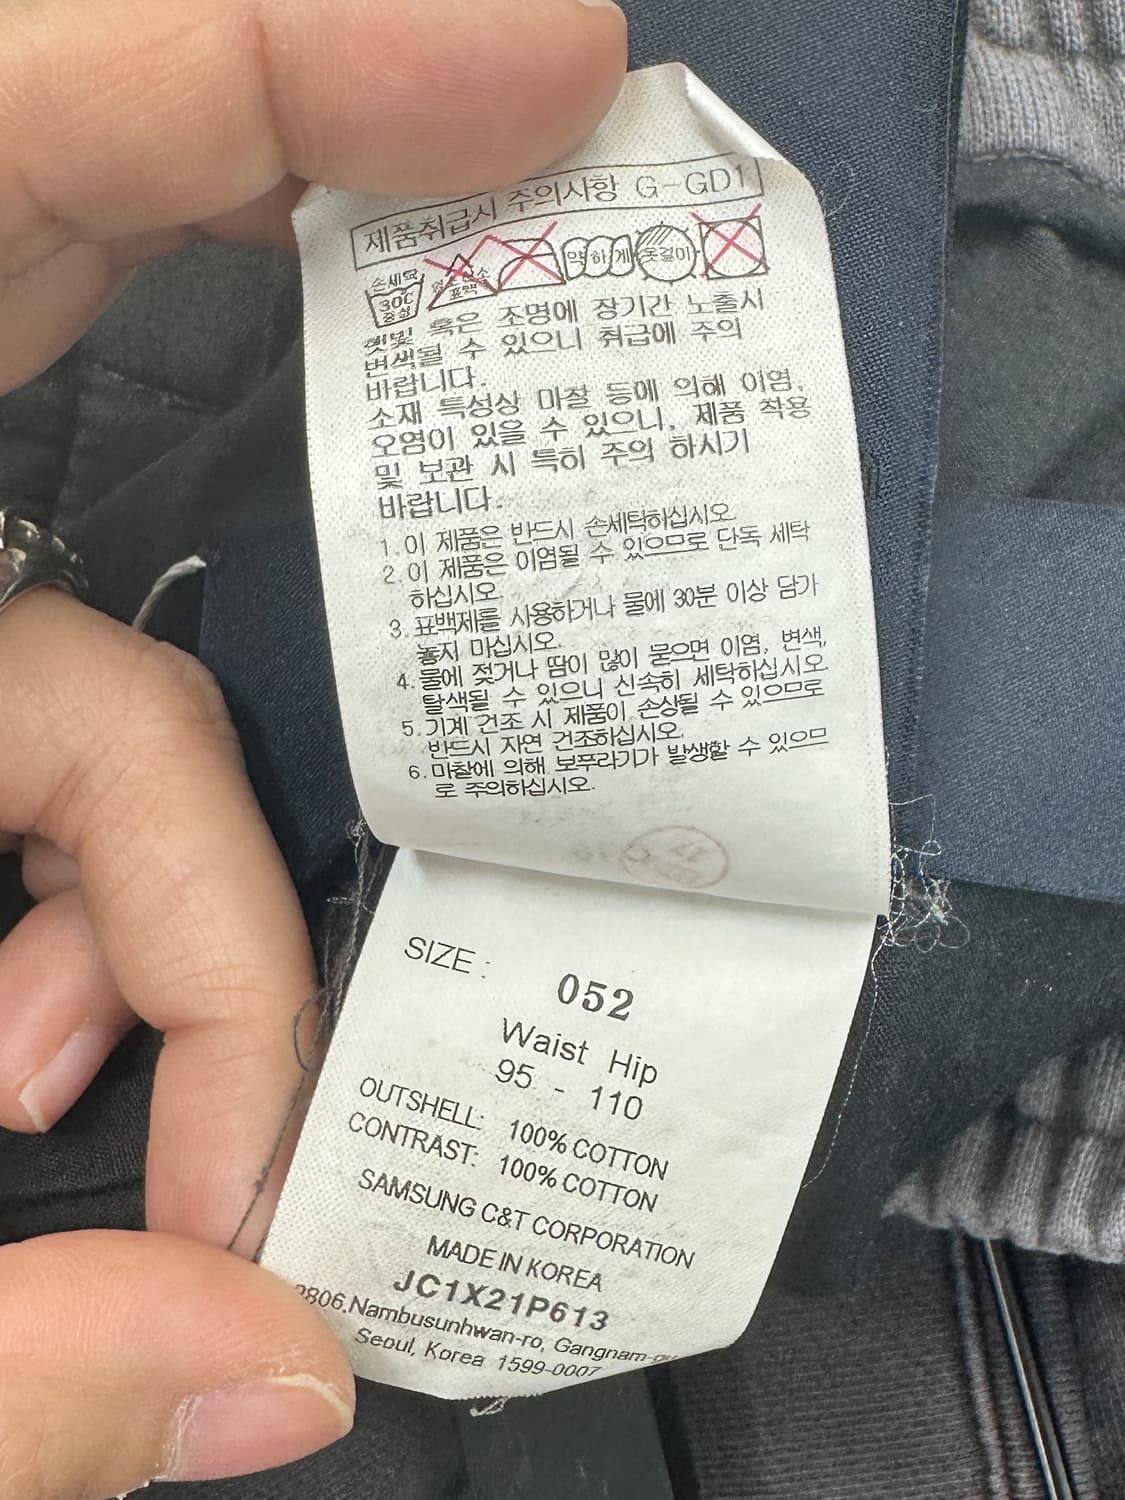 제품취급시 주의사항 G-GD1
손세탁
30C
중성
염소산소
표백
약하게
옷걸이
햇빛 혹은 조명에 장기간 노출시
변색될 수 있으니 취급에 주의
바랍니다.
소재 특성상 마찰 등에 의해 이염,
오염이 있을 수 있으니, 제품 착용
및 보관 시 특히 주의 하시기
바랍니다.
1.이 제품은 반드시 손세탁하십시오
2.이 제품은 이염될 수 있으므로 단독 세탁
하십시오
3.표백제를 사용하거나 물에 30분 이상 담가
놓지 마십시오.
4.물에 젖거나 땀이 많이 묻으면 이염, 변색,
탈색될 수 있으니 신속히 세탁하십시오
5.기계 건조 시 제품이 손상될 수 있으므로
반드시 자연 건조하십시오.
6.마찰에 의해 보푸라기가 발생할 수 있으므
로 주의하십시오.
SIZE : 052
Waist Hip
95 - 110
OUTSHELL: 100% COTTON
CONTRAST: 100% COTTON
SAMSUNG C&T CORPORATION
MADE IN KOREA
JC1X21P613
2806,Nambusunhwan-ro, Gangnam-gu
Seoul, Korea 1599-0007